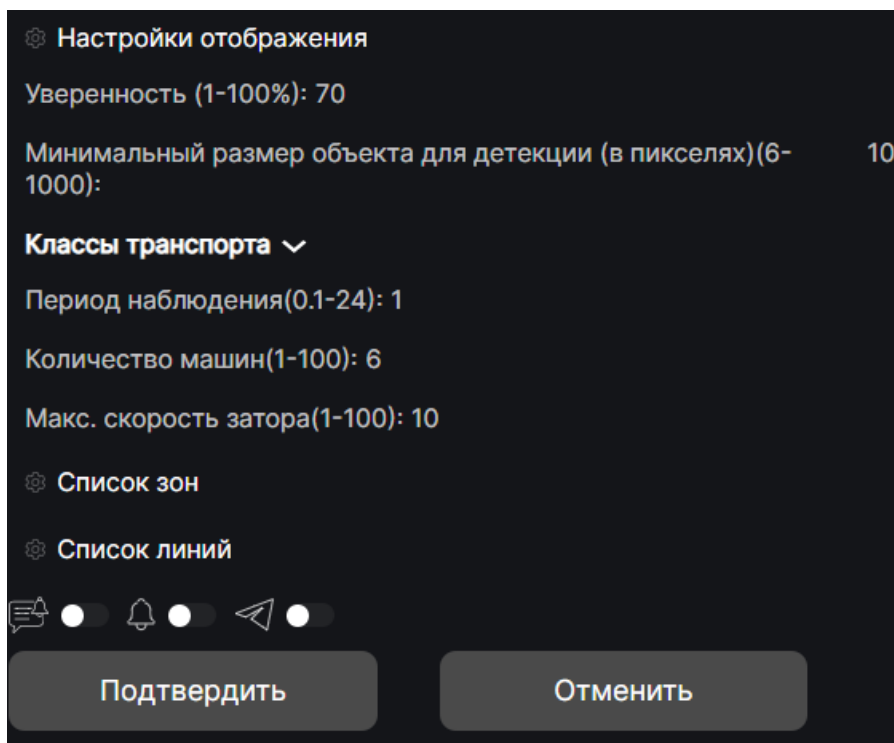 Настройки отображения
Уверенность (1-100%): 70
Минимальный размер объекта для детекции (в пикселях)(6- 10
1000):
Классы транспорта
Период наблюдения(0.1-24): 1
Количество машин(1-100): 6
Макс. скорость затора(1-100): 10
Список зон
Список линий
Подтвердить Отменить